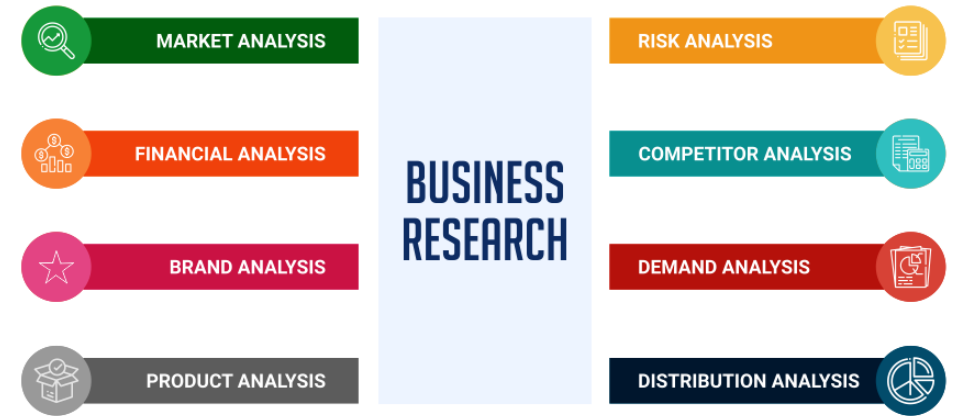 MARKET ANALYSIS
FINANCIAL ANALYSIS
BRAND ANALYSIS
PRODUCT ANALYSIS
BUSINESS
RESEARCH
RISK ANALYSIS
COMPETITOR ANALYSIS
DEMAND ANALYSIS
DISTRIBUTION ANALYSIS